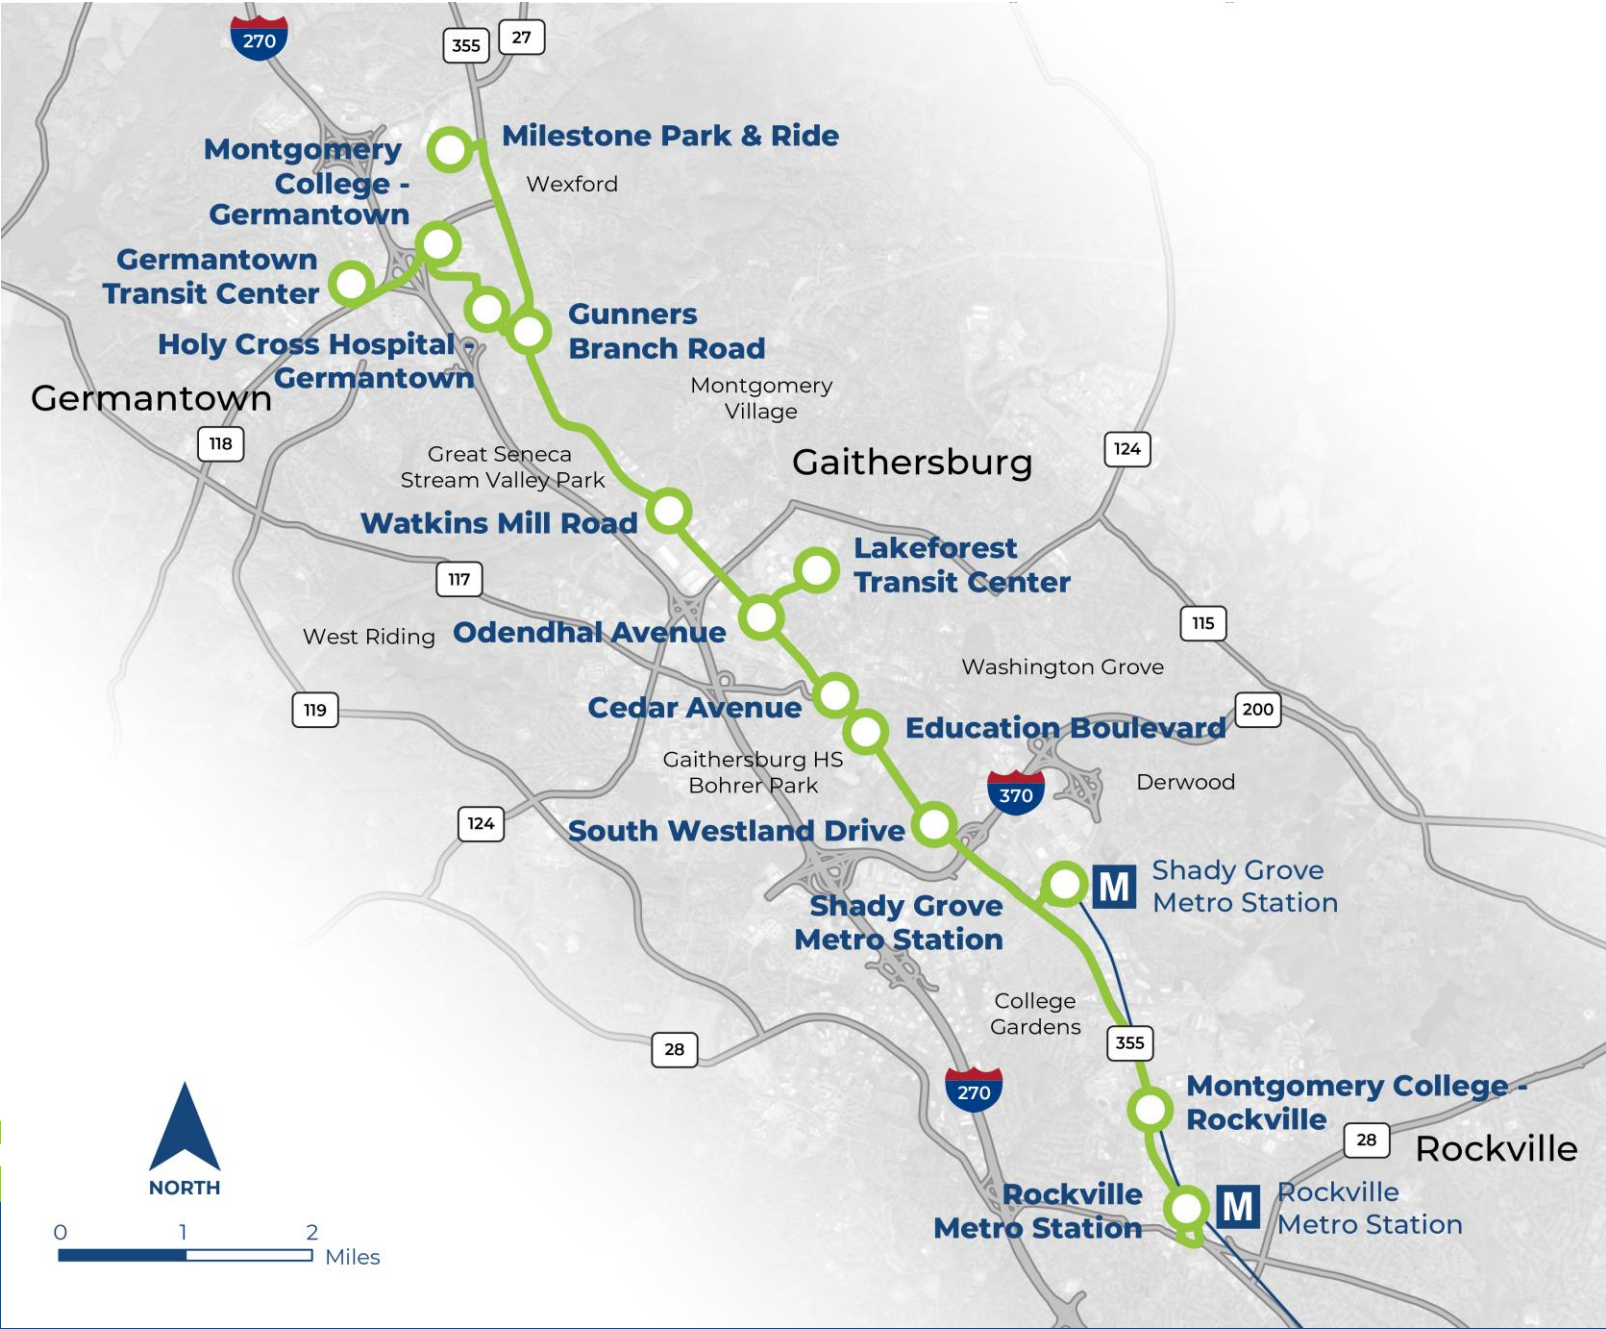 270
355
27
Milestone Park & Ride
Montgomery
College -
Germantown
Wexford
Germantown
Transit Center
Gunners
Branch Road
Holy Cross Hospital -
Germantown
Germantown
Montgomery
Village
118
Great Seneca
Stream Valley Park
Gaithersburg
124
Watkins Mill Road
Lakeforest
Transit Center
117
West Riding
Odendhal Avenue
115
Washington Grove
Cedar Avenue
119
200
Education Boulevard
Gaithersburg HS
Bohrer Park
370
Derwood
124
South Westland Drive
M
Shady Grove
Metro Station
Shady Grove
Metro Station
College
Gardens
355
28
270
Montgomery College -
Rockville
28
Rockville
NORTH
Rockville
Metro Station
M
Rockville
Metro Station
0 1 2
Miles